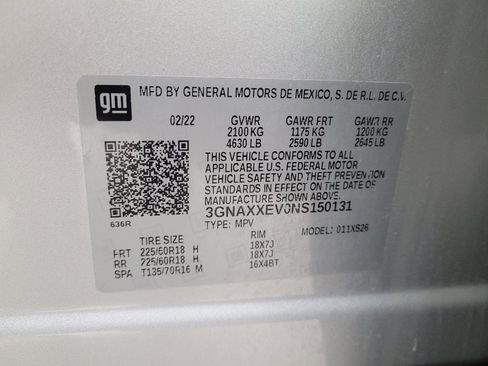 gm
MFD BY GENERAL MOTORS DE MEXICO, S. DE R.L. DE C.V.
02/22 GVWR GAWR FRT GAWR RR
2100 KG 1175 KG 1200 KG
4630 LB 2590 LB 2645 LB
THIS VEHICLE CONFORMS TO ALL
APPLICABLE U.S. FEDERAL MOTOR
VEHICLE SAFETY AND THEFT PREVENTION
STANDARDS IN EFFECT ON THE DATE OF
MANUFACTURE SHOWN ABOVE.
3GNAXXEV3NS150131
TYPE: MPV MODEL: 011XS26
636R
TIRE SIZE RIM
FRT 225/60R18 H 18X7J
RR 225/60R18 H 18X7J
SPA T135/70R16 M 16X4BT